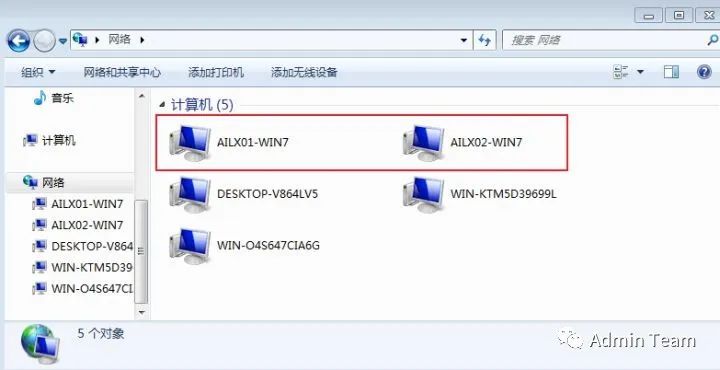 网络
搜索 网络
组织 网络和共享中心 添加打印机 添加无线设备
音乐
计算机
网络
AILX01-WIN7
AILX02-WIN7
DESKTOP-V864
WIN-KTM5D39
WIN-O4S647CI
计算机 (5)
AILX01-WIN7 AILX02-WIN7
DESKTOP-V864LV5 WIN-KTM5D39699L
WIN-O4S647CIA6G
5 个对象
Admin Team